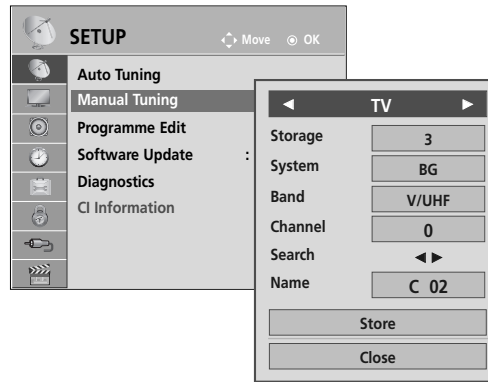 SETUP
Move OK
Auto Tuning
Manual Tuning
Programme Edit
Software Update :
Diagnostics
CI Information
◄ TV ►
Storage 3
System BG
Band V/UHF
Channel 0
Search ◄ ►
Name C 02
Store
Close